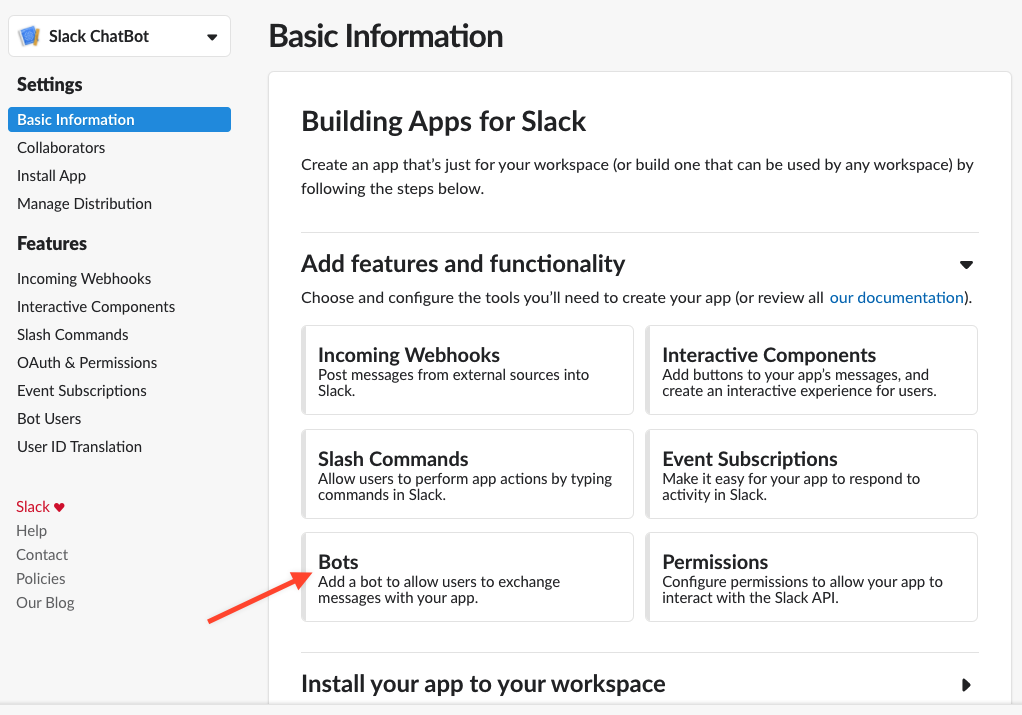 Slack ChatBot
Settings
Basic Information
Collaborators
Install App
Manage Distribution
Features
Incoming Webhooks
Interactive Components
Slash Commands
OAuth & Permissions
Event Subscriptions
Bot Users
User ID Translation
Slack
Help
Contact
Policies
Our Blog
Basic Information
Building Apps for Slack
Create an app that’s just for your workspace (or build one that can be used by any workspace) by
following the steps below.
Add features and functionality
Choose and configure the tools you’ll need to create your app (or review all our documentation).
Incoming Webhooks
Post messages from external sources into
Slack.
Interactive Components
Add buttons to your app’s messages, and
create an interactive experience for users.
Slash Commands
Allow users to perform app actions by typing
commands in Slack.
Event Subscriptions
Make it easy for your app to respond to
activity in Slack.
Bots
Add a bot to allow users to exchange
messages with your app.
Permissions
Configure permissions to allow your app to
interact with the Slack API.
Install your app to your workspace